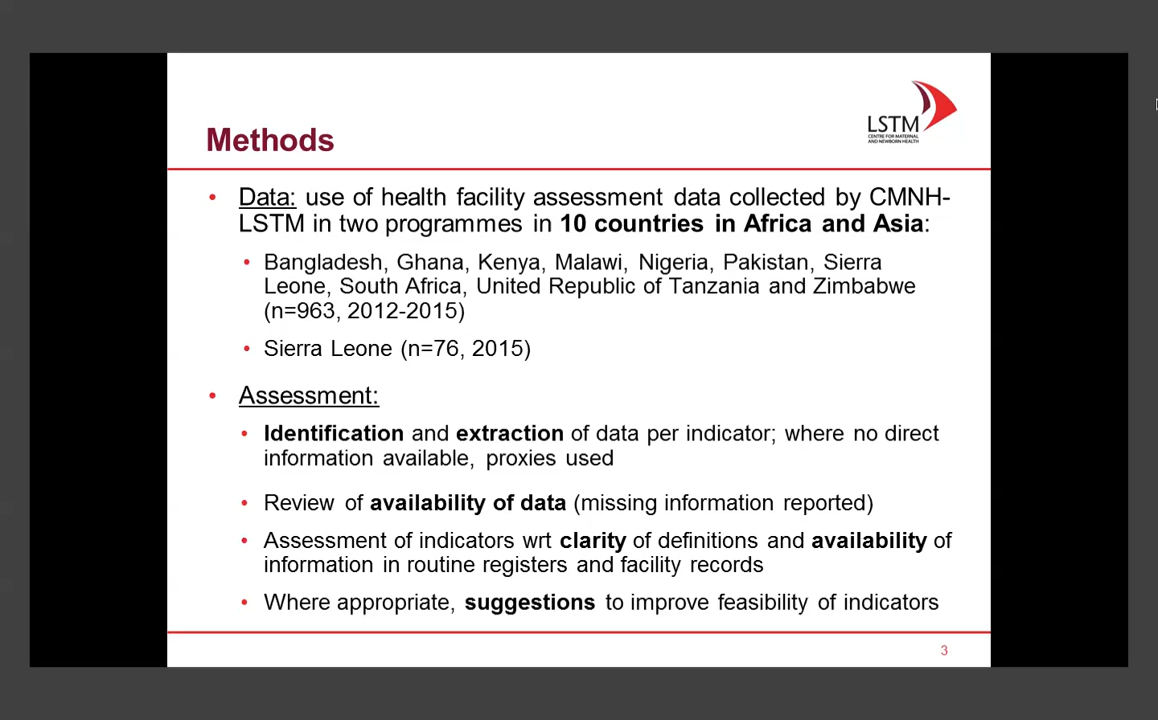 LSTM
CENTRE FOR MATERNAL
AND NEWBORN HEALTH
Methods
• Data: use of health facility assessment data collected by CMNH-
LSTM in two programmes in 10 countries in Africa and Asia:
• Bangladesh, Ghana, Kenya, Malawi, Nigeria, Pakistan, Sierra
Leone, South Africa, United Republic of Tanzania and Zimbabwe
(n=963, 2012-2015)
• Sierra Leone (n=76, 2015)
• Assessment:
• Identification and extraction of data per indicator; where no direct
information available, proxies used
• Review of availability of data (missing information reported)
• Assessment of indicators wrt clarity of definitions and availability of
information in routine registers and facility records
• Where appropriate, suggestions to improve feasibility of indicators
3